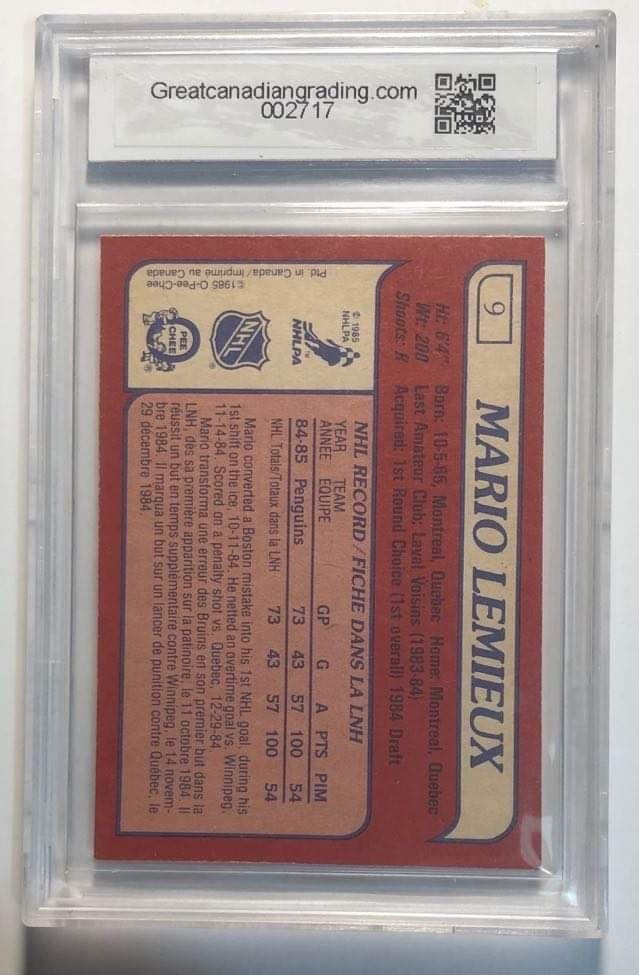 Greatcanadiangrading.com
002717
9
MARIO LEMIEUX
Ht: 6'4" Born: 10-5-65, Montreal, Quebec Home: Montreal, Quebec
Wt: 200 Last Amateur Club: Laval Voisins (1983-84)
Shoots: R Acquired: 1st Round Choice (1st overall) 1984 Draft
NHL RECORD/FICHE DANS LA LNH
YEAR TEAM
ANNEE EQUIPE GP G A PTS PIM
84-85 Penguins 73 43 57 100 54
NHL Totals/Totaux dans la LNH 73 43 57 100 54
Mario converted a Boston mistake into his 1st NHL goal, during his
1st shift on the ice, 10-11-84. He netted an overtime goal vs. Winnipeg,
11-14-84. Scored on a penalty shot vs. Quebec, 12-29-84.
Mario transforma une erreur des Bruins en son premier but dans la
LNH, dès sa première apparition sur la patinoire, le 11 octobre 1984. Il
réussit un but en temps supplémentaire contre Winnipeg, le 14 novem-
bre 1984. Il marqua un but sur un lancer de punition contre Québec, le
29 décembre 1984.
© 1985
NHLPA
NHLPA™
NHL®
O
PEE
CHEE®
©1985 O-Pee-Chee
Ptd. in Canada/Imprimé au Canada